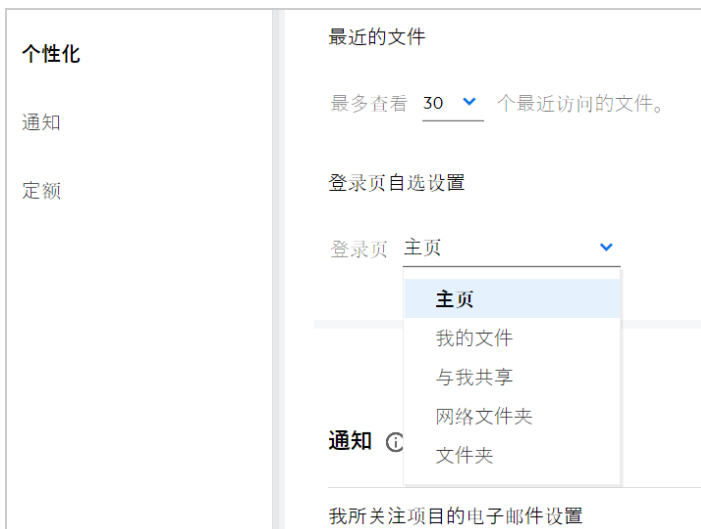 个性化
通知
定额
最近的文件
最多查看 30 个最近访问的文件。
登录页自选设置
登录页 主页
主页
我的文件
与我共享
网络文件夹
文件夹
通知
我所关注项目的电子邮件设置